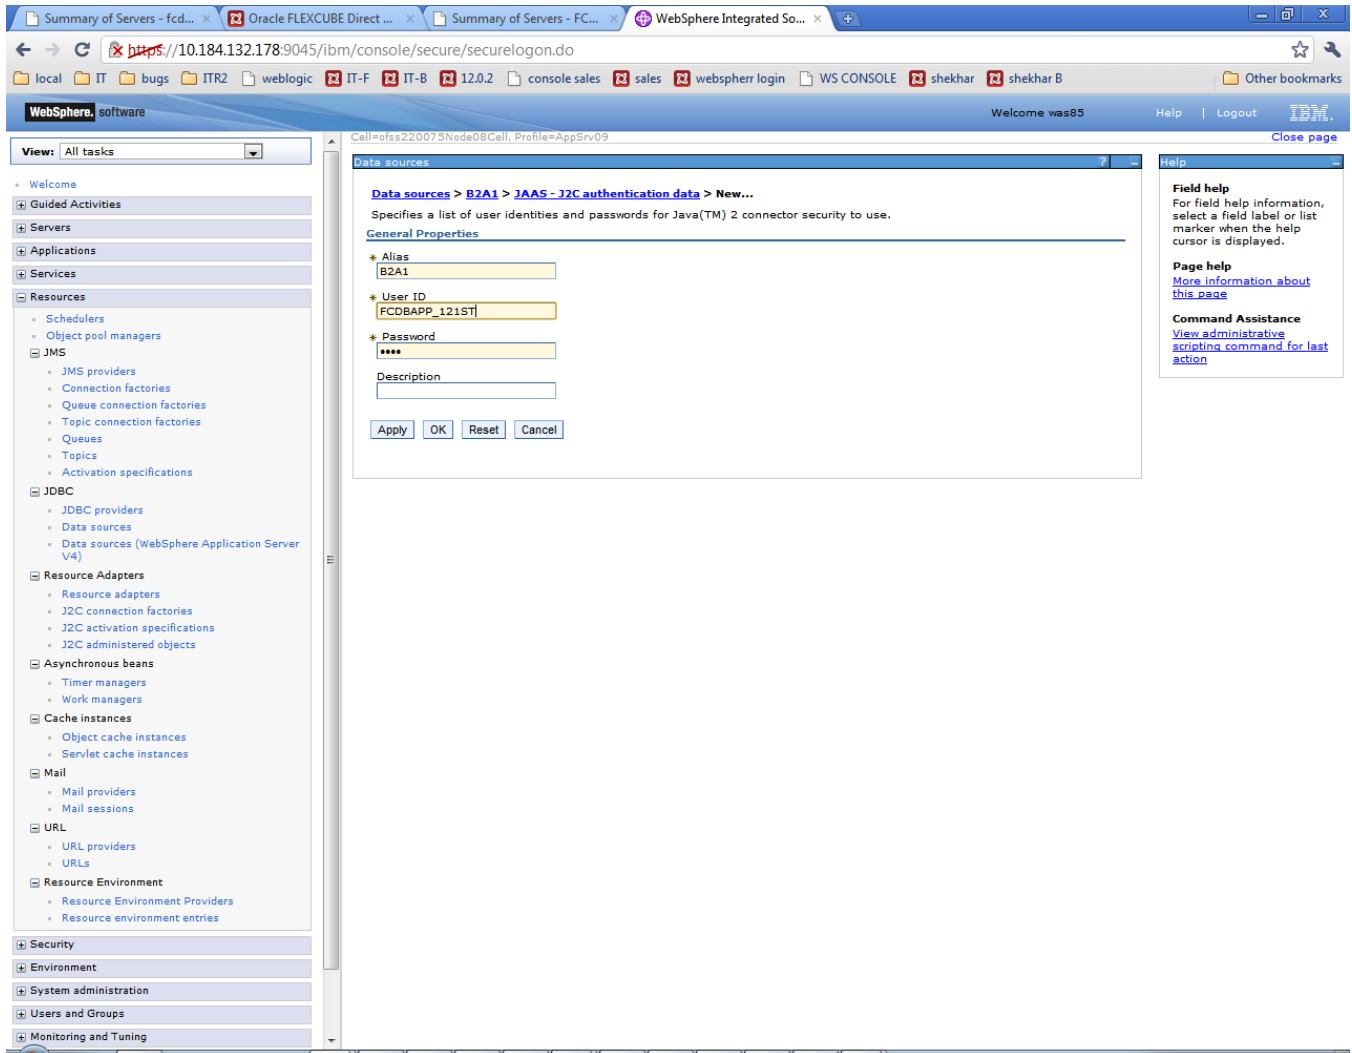 Summary of Servers - fcd...
Oracle FLEXCUBE Direct ...
Summary of Servers - FC...
WebSphere Integrated So...
https://10.184.132.178:9045/ibm/console/secure/securelogon.do
local IT bugs ITR2 weblogic IT-F IT-B 12.0.2 console sales sales webspherr login WS CONSOLE shekhar shekhar B Other bookmarks
WebSphere. software Welcome was85 Help | Logout IBM.
Cell=ofss220075Node08Cell, Profile=AppSrv09 Close page
View: All tasks
Welcome
Guided Activities
Servers
Applications
Services
Resources
Schedulers
Object pool managers
JMS
JMS providers
Connection factories
Queue connection factories
Topic connection factories
Queues
Topics
Activation specifications
JDBC
JDBC providers
Data sources
Data sources (WebSphere Application Server
V4)
Resource Adapters
Resource adapters
J2C connection factories
J2C activation specifications
J2C administered objects
Asynchronous beans
Timer managers
Work managers
Cache instances
Object cache instances
Servlet cache instances
Mail
Mail providers
Mail sessions
URL
URL providers
URLs
Resource Environment
Resource Environment Providers
Resource environment entries
Security
Environment
System administration
Users and Groups
Monitoring and Tuning
Data sources ? _
Data sources > B2A1 > JAAS - J2C authentication data > New...
Specifies a list of user identities and passwords for Java(TM) 2 connector security to use.
General Properties
* Alias
B2A1
* User ID
FCDBAPP_121ST
* Password
••••
Description
Apply OK Reset Cancel
Help _
Field help
For field help information,
select a field label or list
marker when the help
cursor is displayed.
Page help
More information about
this page
Command Assistance
View administrative
scripting command for last
action